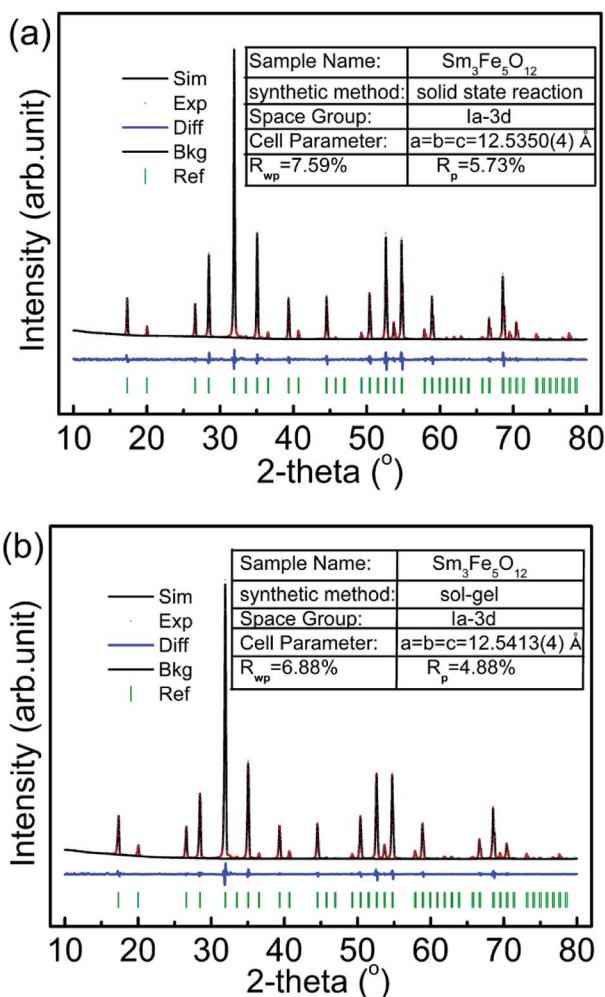 (a)
Sim
Exp
Diff
Bkg
Ref
Sample Name: Sm₃Fe₅O₁₂
synthetic method: solid state reaction
Space Group: Ia-3d
Cell Parameter: a=b=c=12.5350(4) Å
R_wp=7.59% R_p=5.73%
Intensity (arb.unit)
10 20 30 40 50 60 70 80
2-theta (°)
(b)
Sim
Exp
Diff
Bkg
Ref
Sample Name: Sm₃Fe₅O₁₂
synthetic method: sol-gel
Space Group: Ia-3d
Cell Parameter: a=b=c=12.5413(4) Å
R_wp=6.88% R_p=4.88%
Intensity (arb.unit)
10 20 30 40 50 60 70 80
2-theta (°)